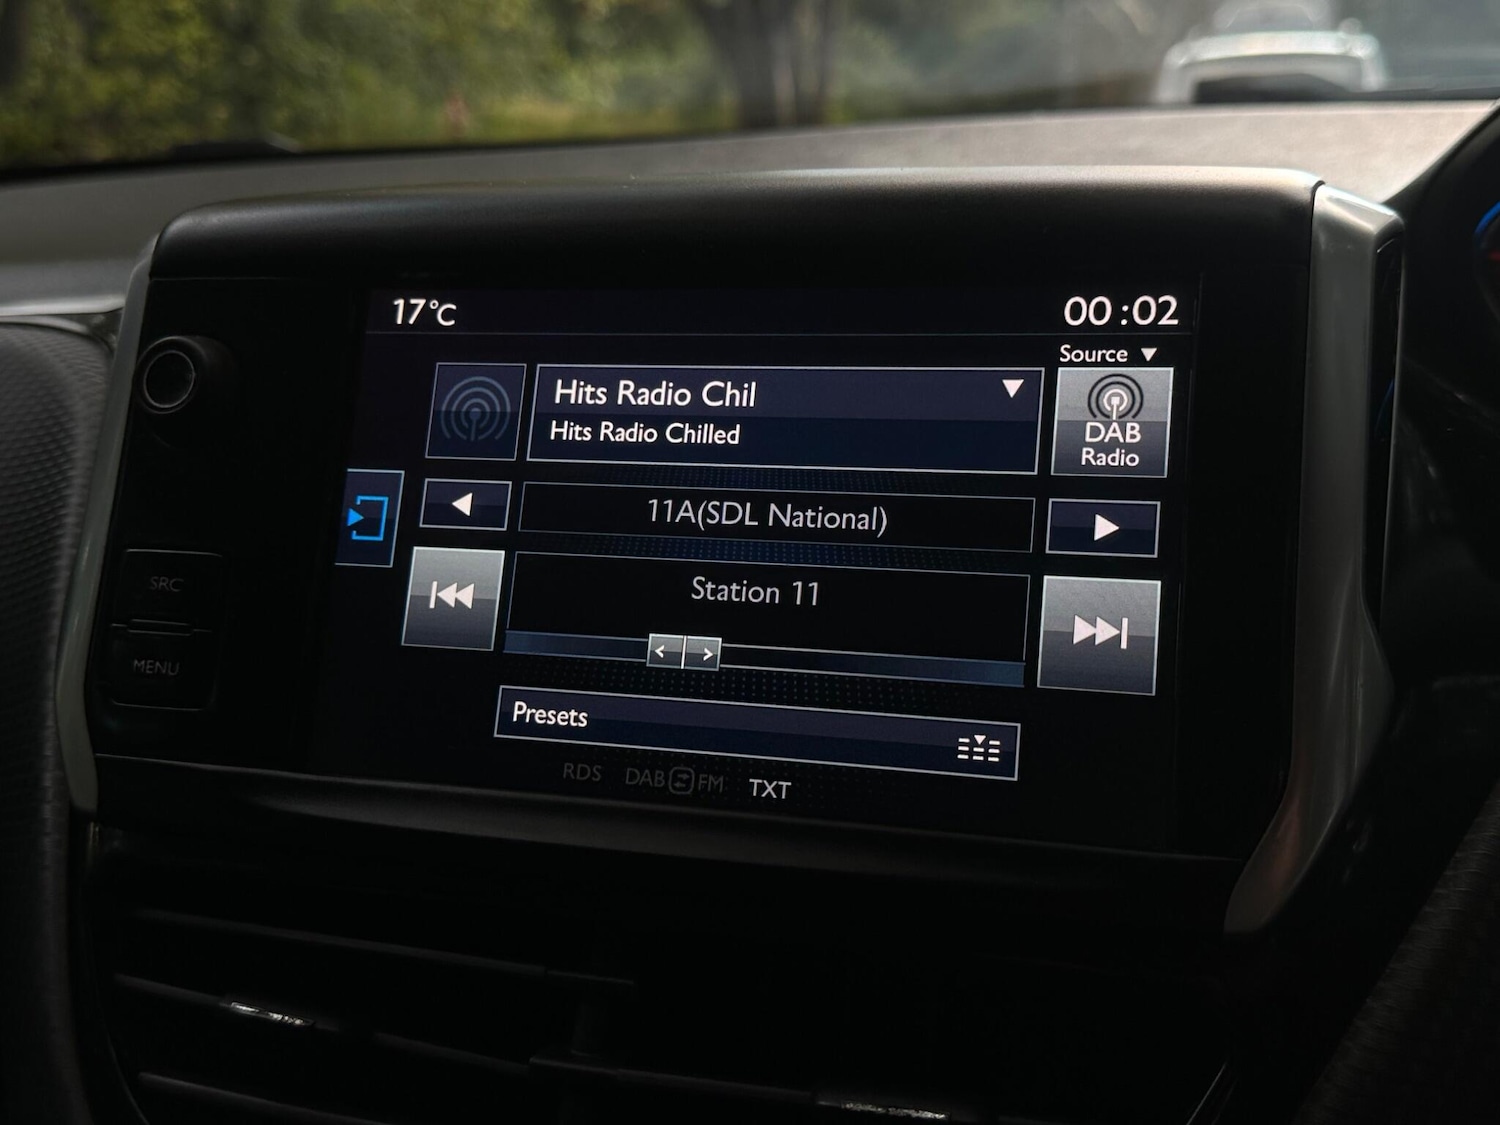 17°C
00:02
Source
Hits Radio Chil
Hits Radio Chilled
DAB
Radio
11A(SDL National)
SRC
Station 11
MENU
Presets
RDS DAB FM TXT